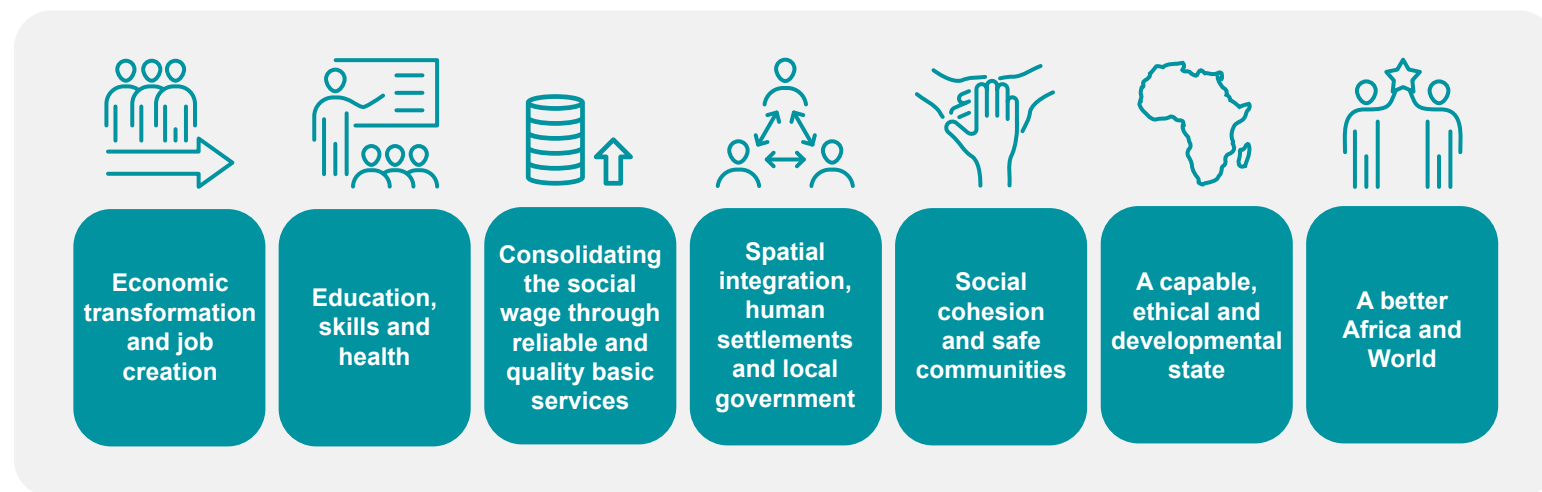 Economic
transformation
and job
creation
Education,
skills and
health
Consolidating
the social
wage through
reliable and
quality basic
services
Spatial
integration,
human
settlements
and local
government
Social
cohesion
and safe
communities
A capable,
ethical and
developmental
state
A better
Africa and
World